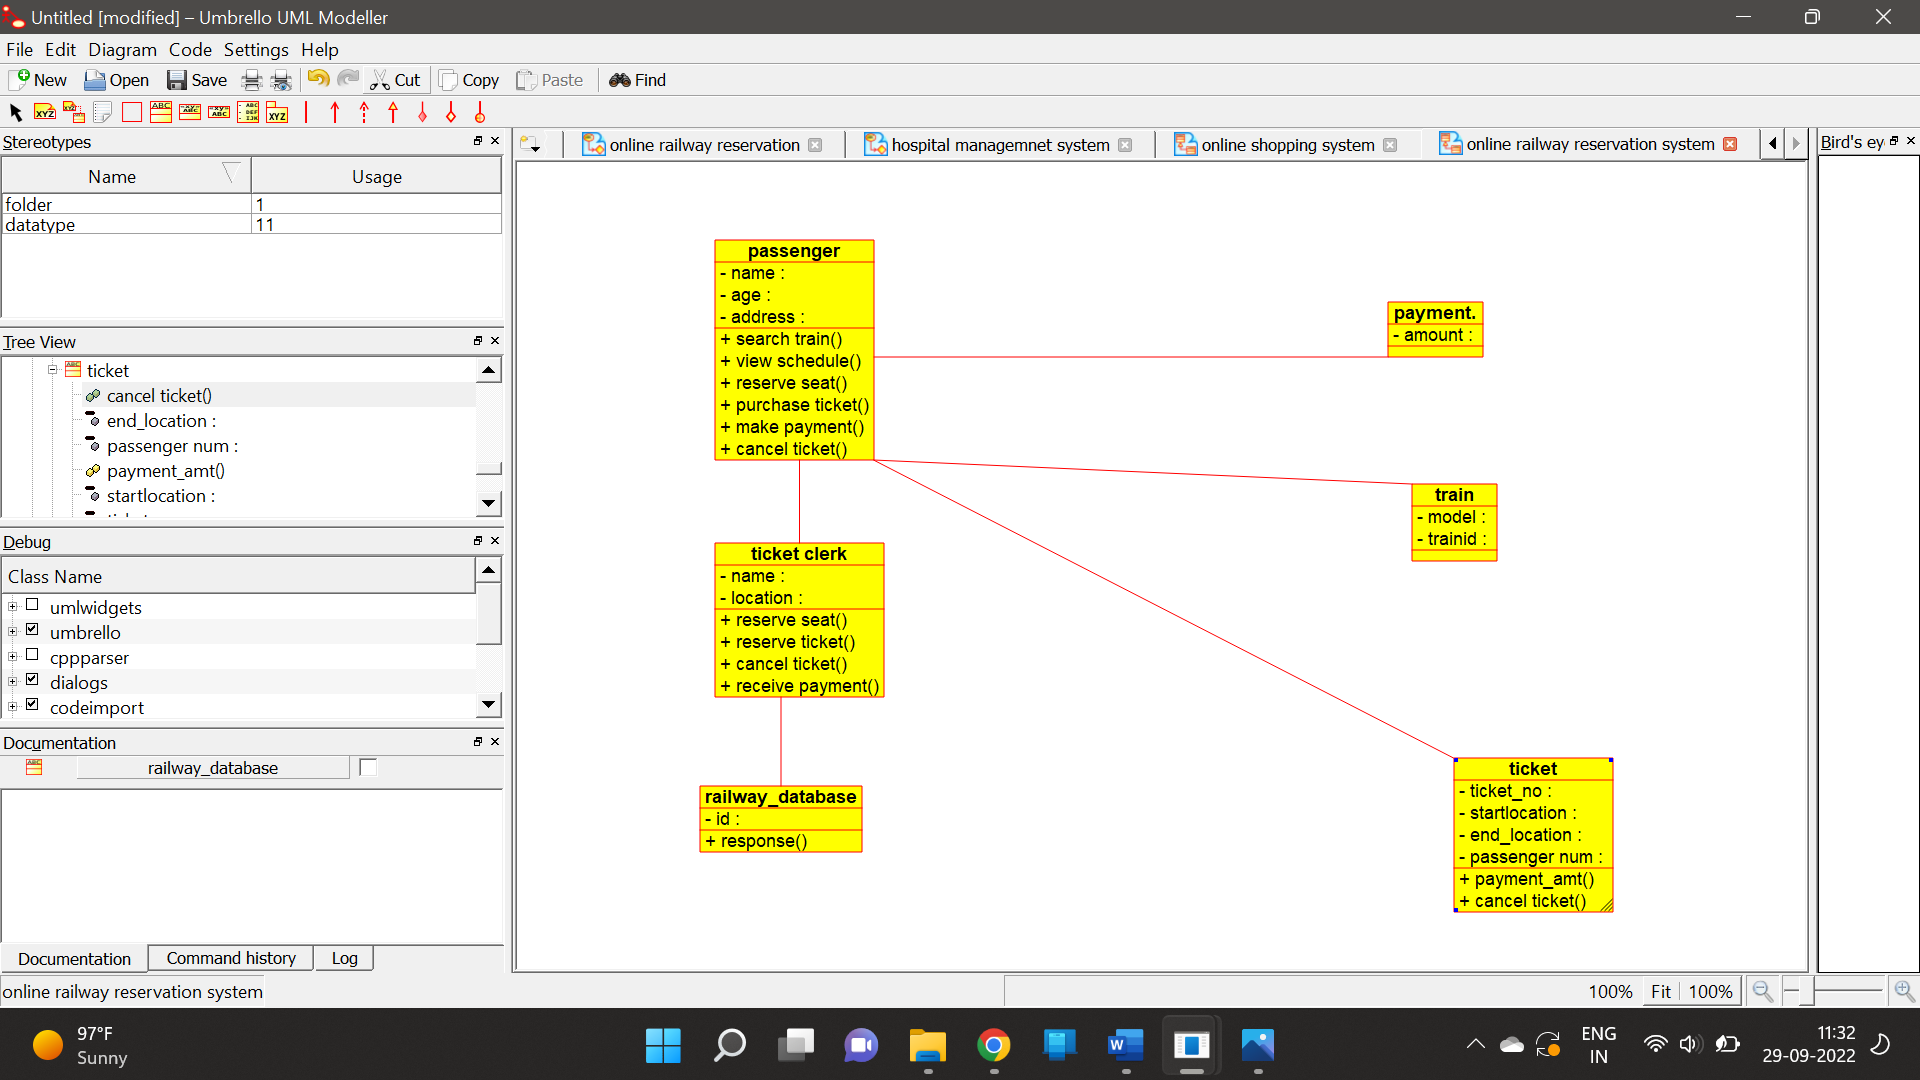 Untitled [modified] – Umbrello UML Modeller
File Edit Diagram Code Settings Help
New Open Save Cut Copy Paste Find
Stereotypes
Name Usage
folder 1
datatype 11
Tree View
ticket
cancel ticket()
end_location :
passenger num :
payment_amt()
startlocation :
Debug
Class Name
umlwidgets
umbrello
cppparser
dialogs
codeimport
Documentation
railway_database
Documentation Command history Log
online railway reservation hospital managemnet system online shopping system online railway reservation system
Bird's ey
passenger
- name :
- age :
- address :
+ search train()
+ view schedule()
+ reserve seat()
+ purchase ticket()
+ make payment()
+ cancel ticket()
payment.
- amount :
train
- model :
- trainid :
ticket clerk
- name :
- location :
+ reserve seat()
+ reserve ticket()
+ cancel ticket()
+ receive payment()
railway_database
- id :
+ response()
ticket
- ticket_no :
- startlocation :
- end_location :
- passenger num :
+ payment_amt()
+ cancel ticket()
online railway reservation system
100% Fit 100%
97°F
Sunny
ENG
IN
11:32
29-09-2022